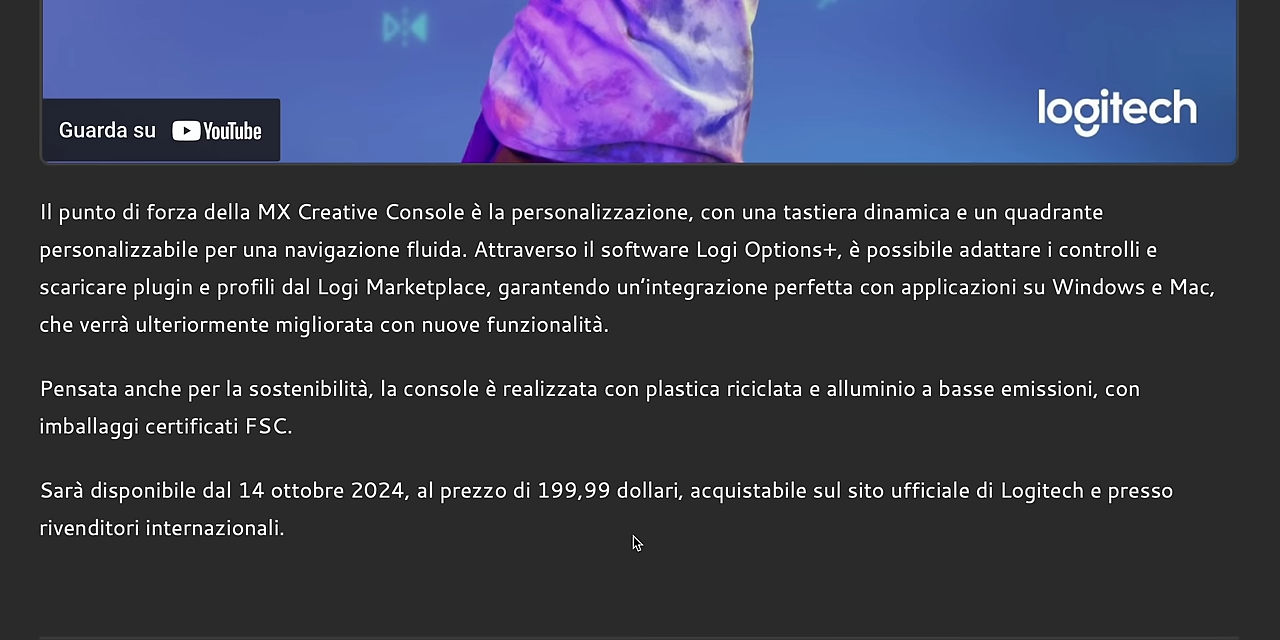 logitech
Guarda su YouTube
Il punto di forza della MX Creative Console è la personalizzazione, con una tastiera dinamica e un quadrante
personalizzabile per una navigazione fluida. Attraverso il software Logi Options+, è possibile adattare i controlli e
scaricare plugin e profili dal Logi Marketplace, garantendo un’integrazione perfetta con applicazioni su Windows e Mac,
che verrà ulteriormente migliorata con nuove funzionalità.
Pensata anche per la sostenibilità, la console è realizzata con plastica riciclata e alluminio a basse emissioni, con
imballaggi certificati FSC.
Sarà disponibile dal 14 ottobre 2024, al prezzo di 199,99 dollari, acquistabile sul sito ufficiale di Logitech e presso
rivenditori internazionali.